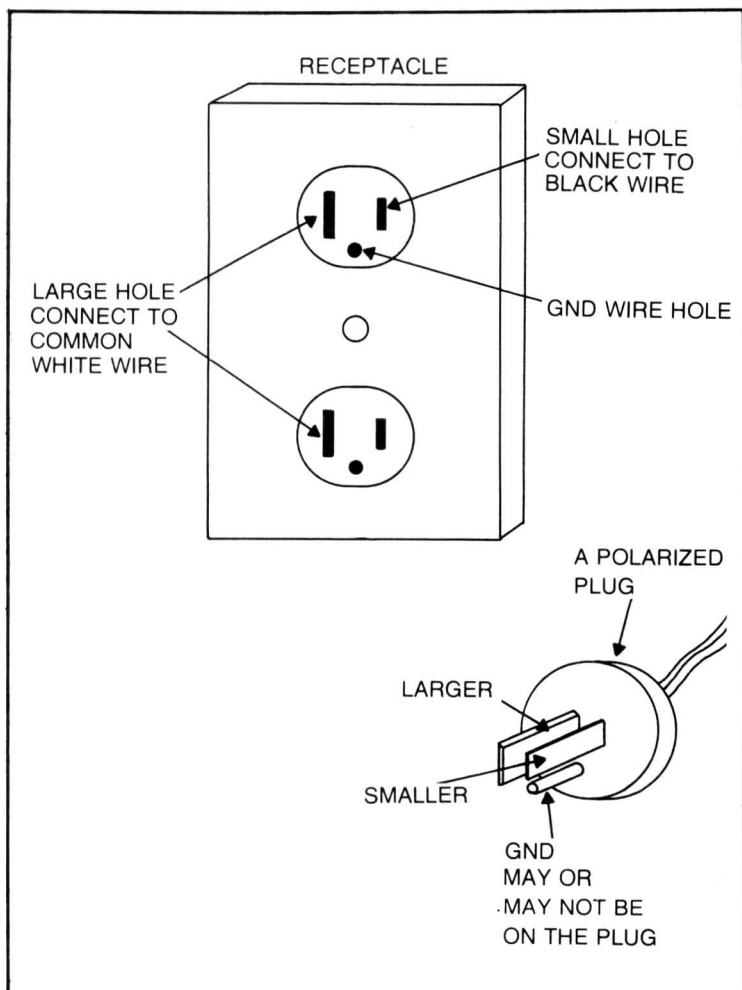 RECEPTACLE
SMALL HOLE
CONNECT TO
BLACK WIRE
LARGE HOLE
CONNECT TO
COMMON
WHITE WIRE
GND WIRE HOLE
A POLARIZED
PLUG
LARGER
SMALLER
GND
MAY OR
MAY NOT BE
ON THE PLUG